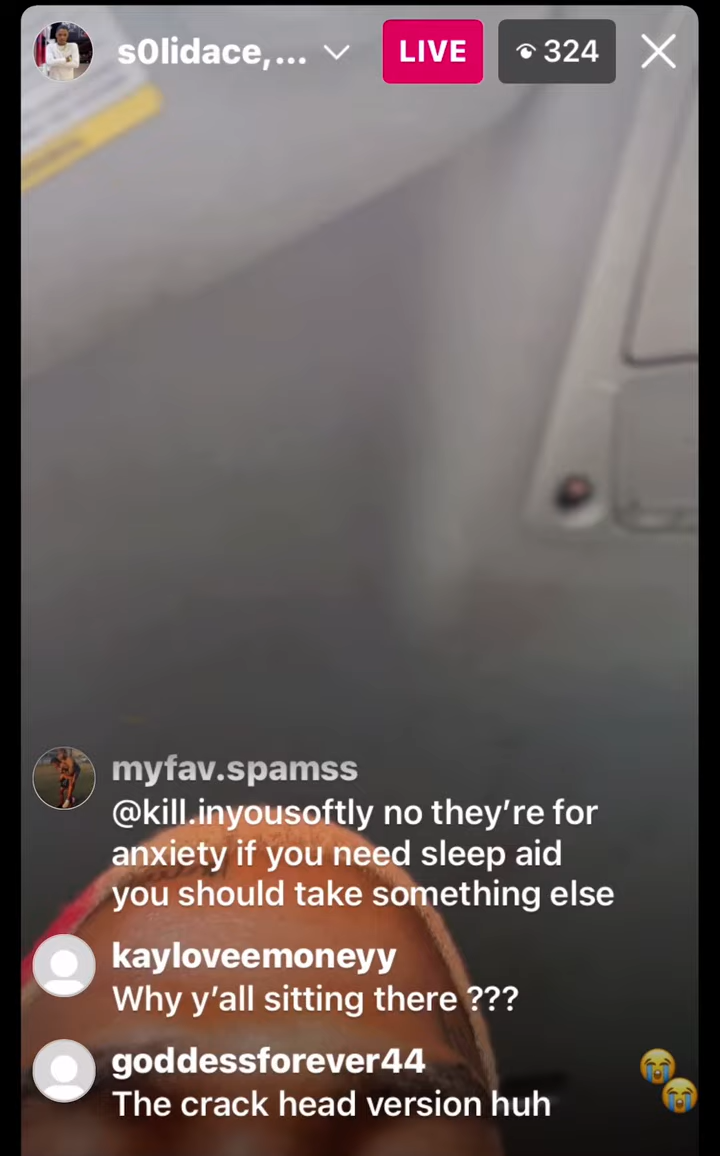 s0lidace,...
LIVE
324
myfav.spamss
@kill.inyousoftly no they’re for
anxiety if you need sleep aid
you should take something else
kayloveemoneyy
Why y’all sitting there ???
goddessforever44
The crack head version huh